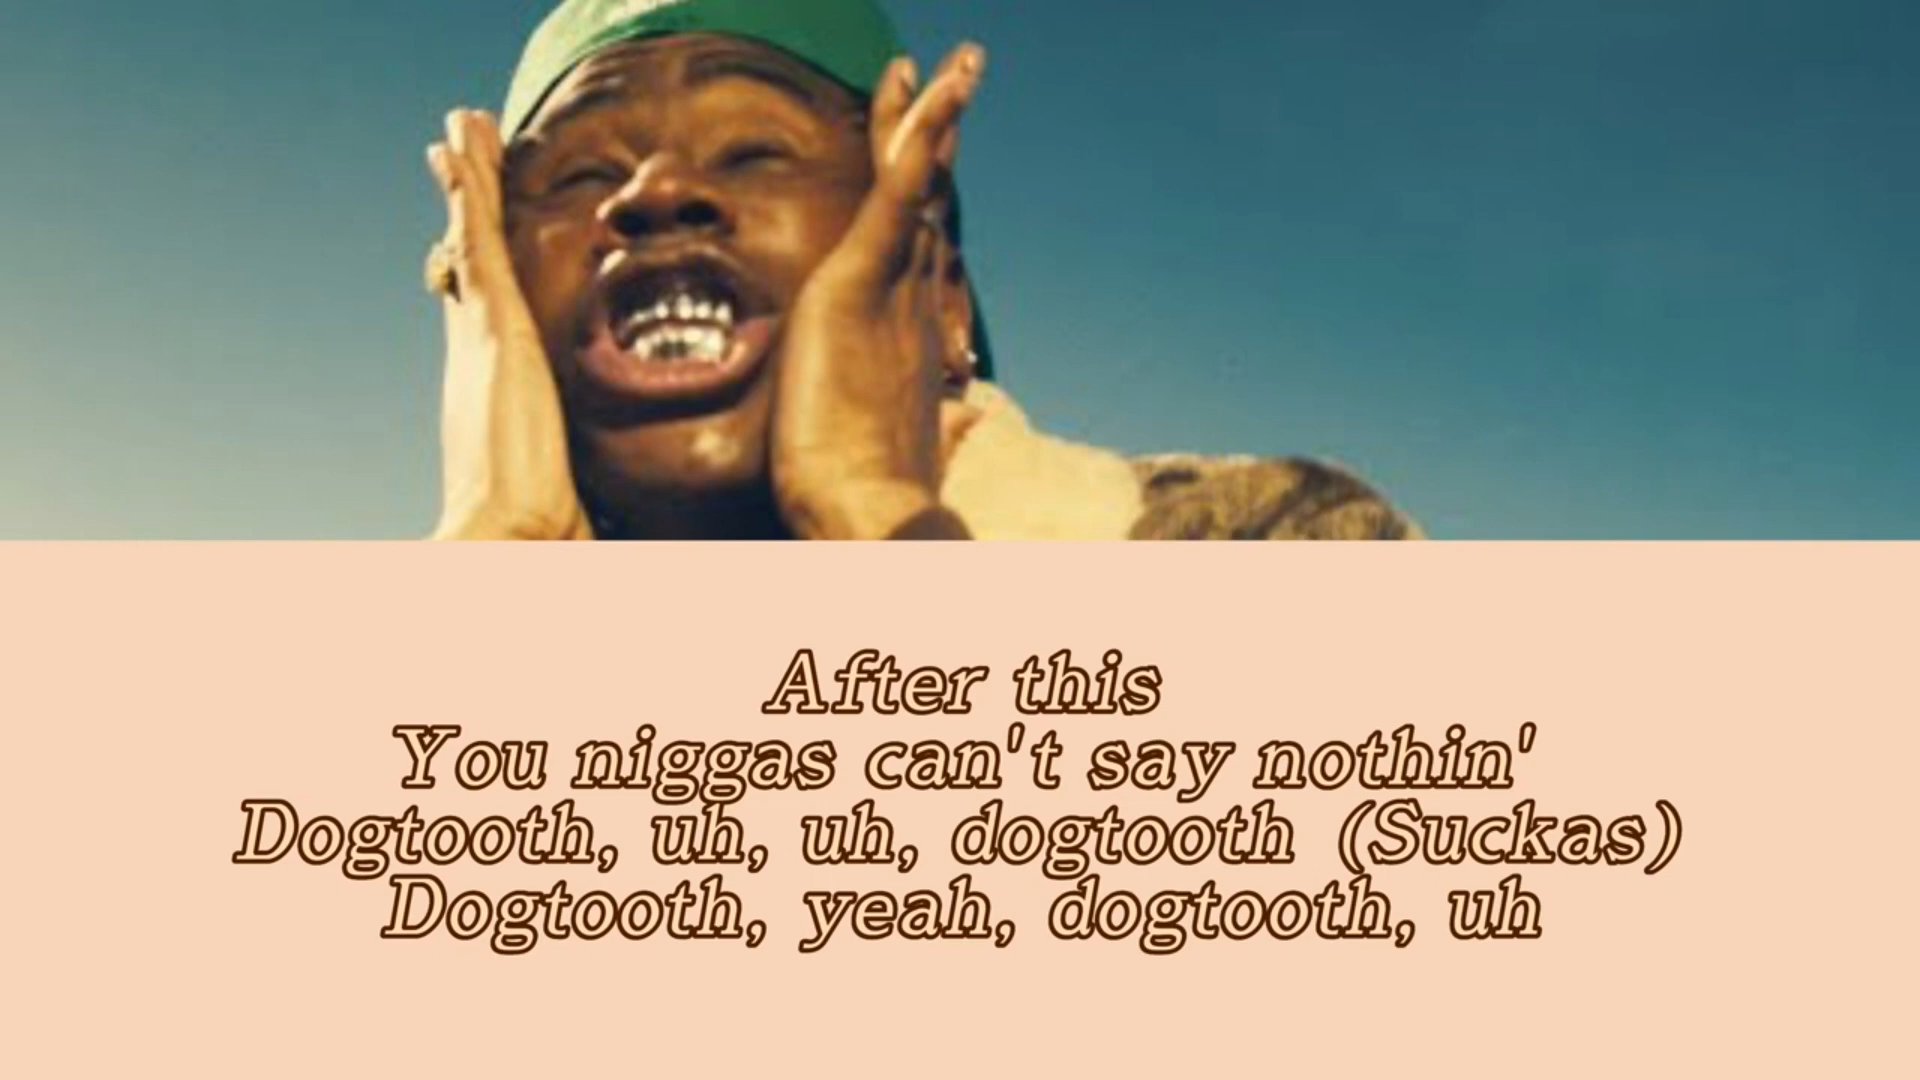 After this
You niggas can't say nothin'
Dogtooth, uh, uh, dogtooth (Suckas)
Dogtooth, yeah, dogtooth, uh